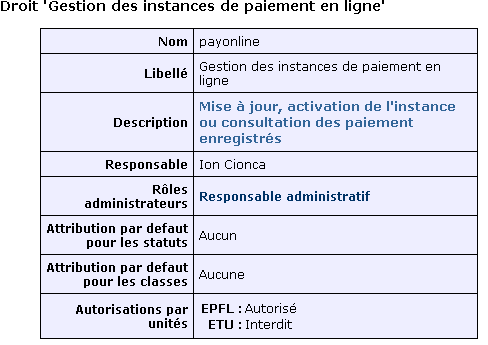 Droit 'Gestion des instances de paiement en ligne'
Nom payonline
Libellé Gestion des instances de paiement en
ligne
Description Mise à jour, activation de l'instance
ou consultation des paiement
enregistrés
Responsable Ion Cionca
Rôles
administrateurs Responsable administratif
Attribution par defaut
pour les statuts Aucun
Attribution par defaut
pour les classes Aucune
Autorisations par
unités EPFL : Autorisé
ETU : Interdit